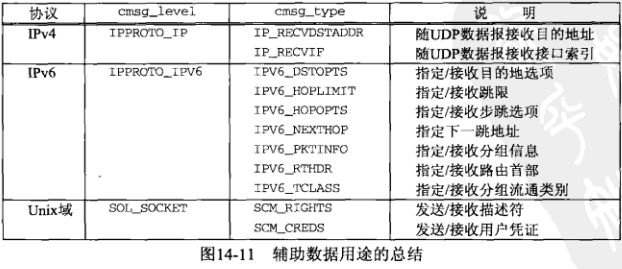 协议 cmsg_level cmsg_type 说 明
IPv4 IPPROTO_IP IP_RECVDSTADDR 随UDP数据报接收目的地址
IP_RECVIF 随UDP数据报接收接口索引
IPv6 IPPROTO_IPV6 IPV6_DSTOPTS 指定/接收目的地选项
IPV6_HOPLIMIT 指定/接收跳限
IPV6_HOPOPTS 指定/接收步跳选项
IPV6_NEXTHOP 指定下一跳地址
IPV6_PKTINFO 指定/接收分组信息
IPV6_RTHDR 指定/接收路由首部
IPV6_TCLASS 指定/接收分组流通类别
Unix域 SOL_SOCKET SCM_RIGHTS 发送/接收描述符
SCM_CREDS 发送/接收用户凭证
图14-11 辅助数据用途的总结